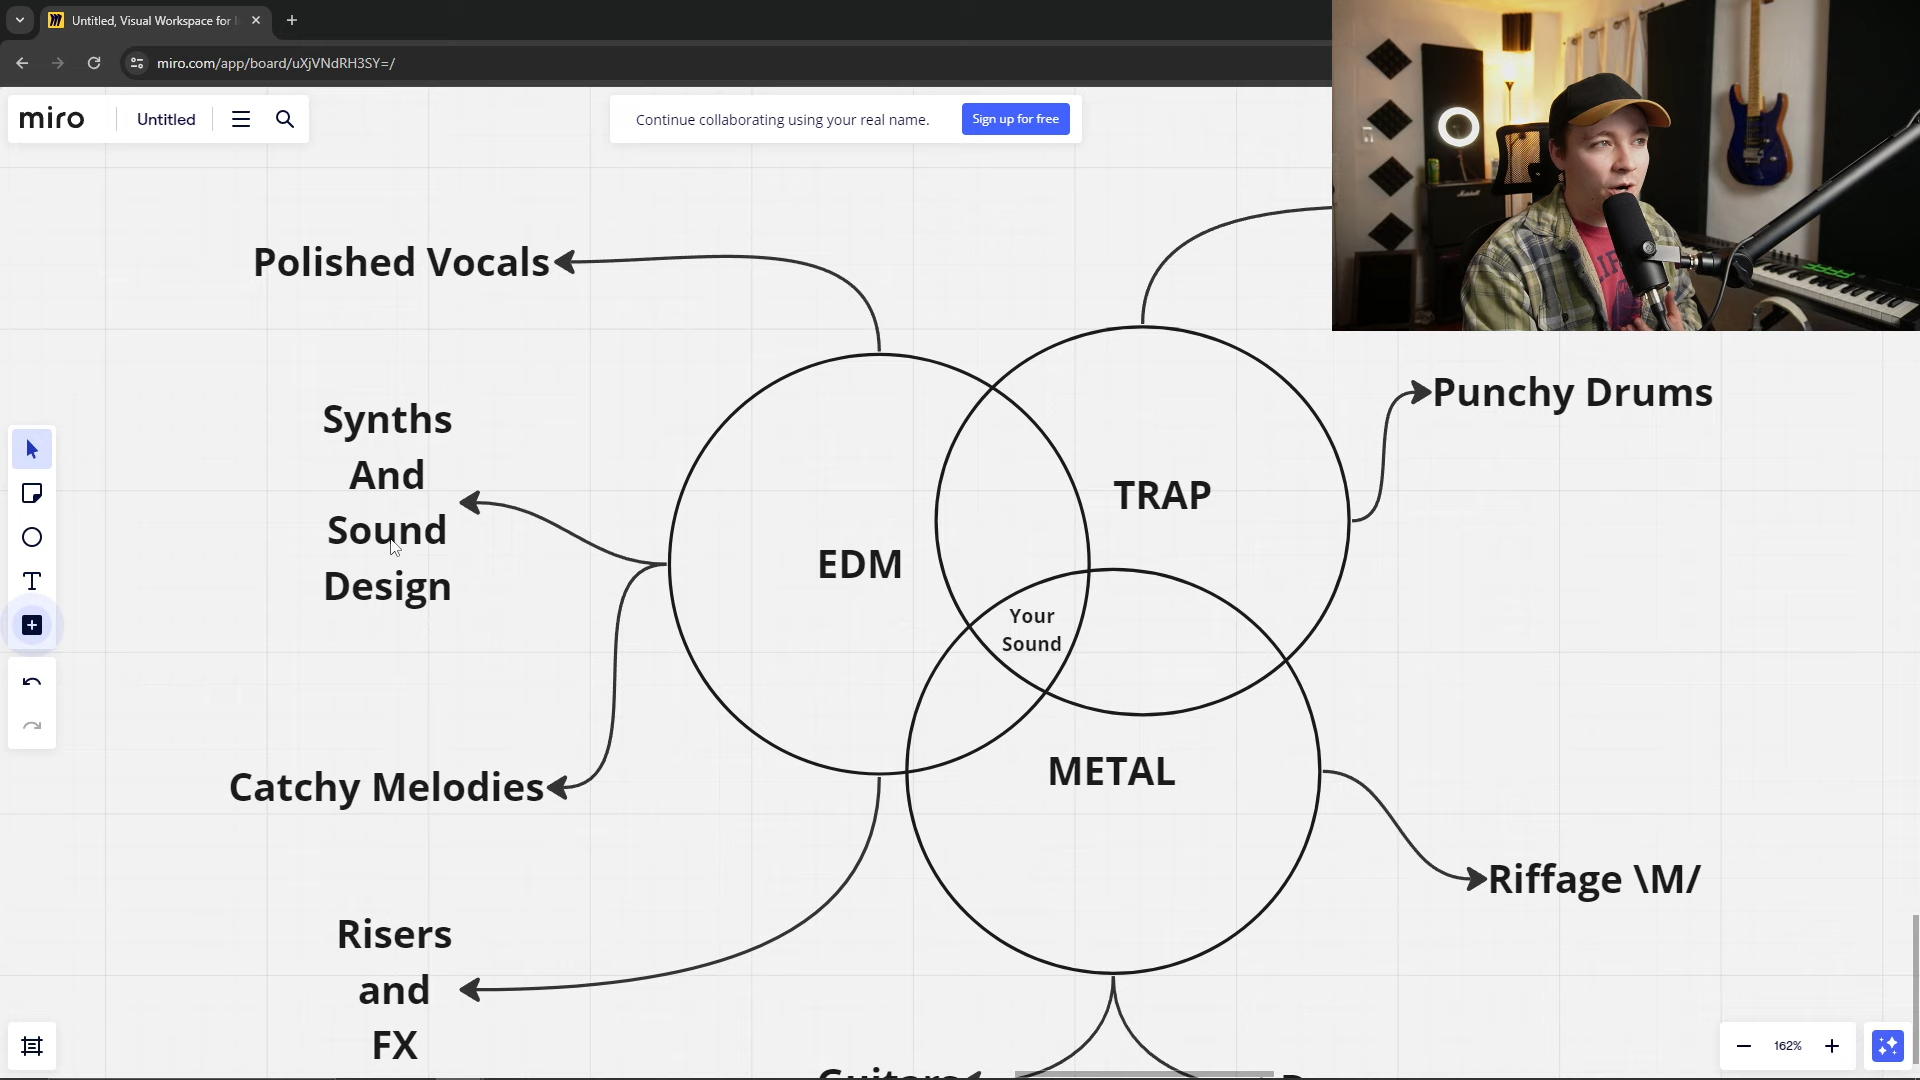 Untitled, Visual Workspace for
miro.com/app/board/uXjVNdRH3SY=/
miro
Untitled
Continue collaborating using your real name.
Sign up for free
Polished Vocals
Synths
And
Sound
Design
Catchy Melodies
Risers
and
FX
EDM
TRAP
Your
Sound
METAL
Punchy Drums
Riffage \M/
Guitars
162%
Marshall